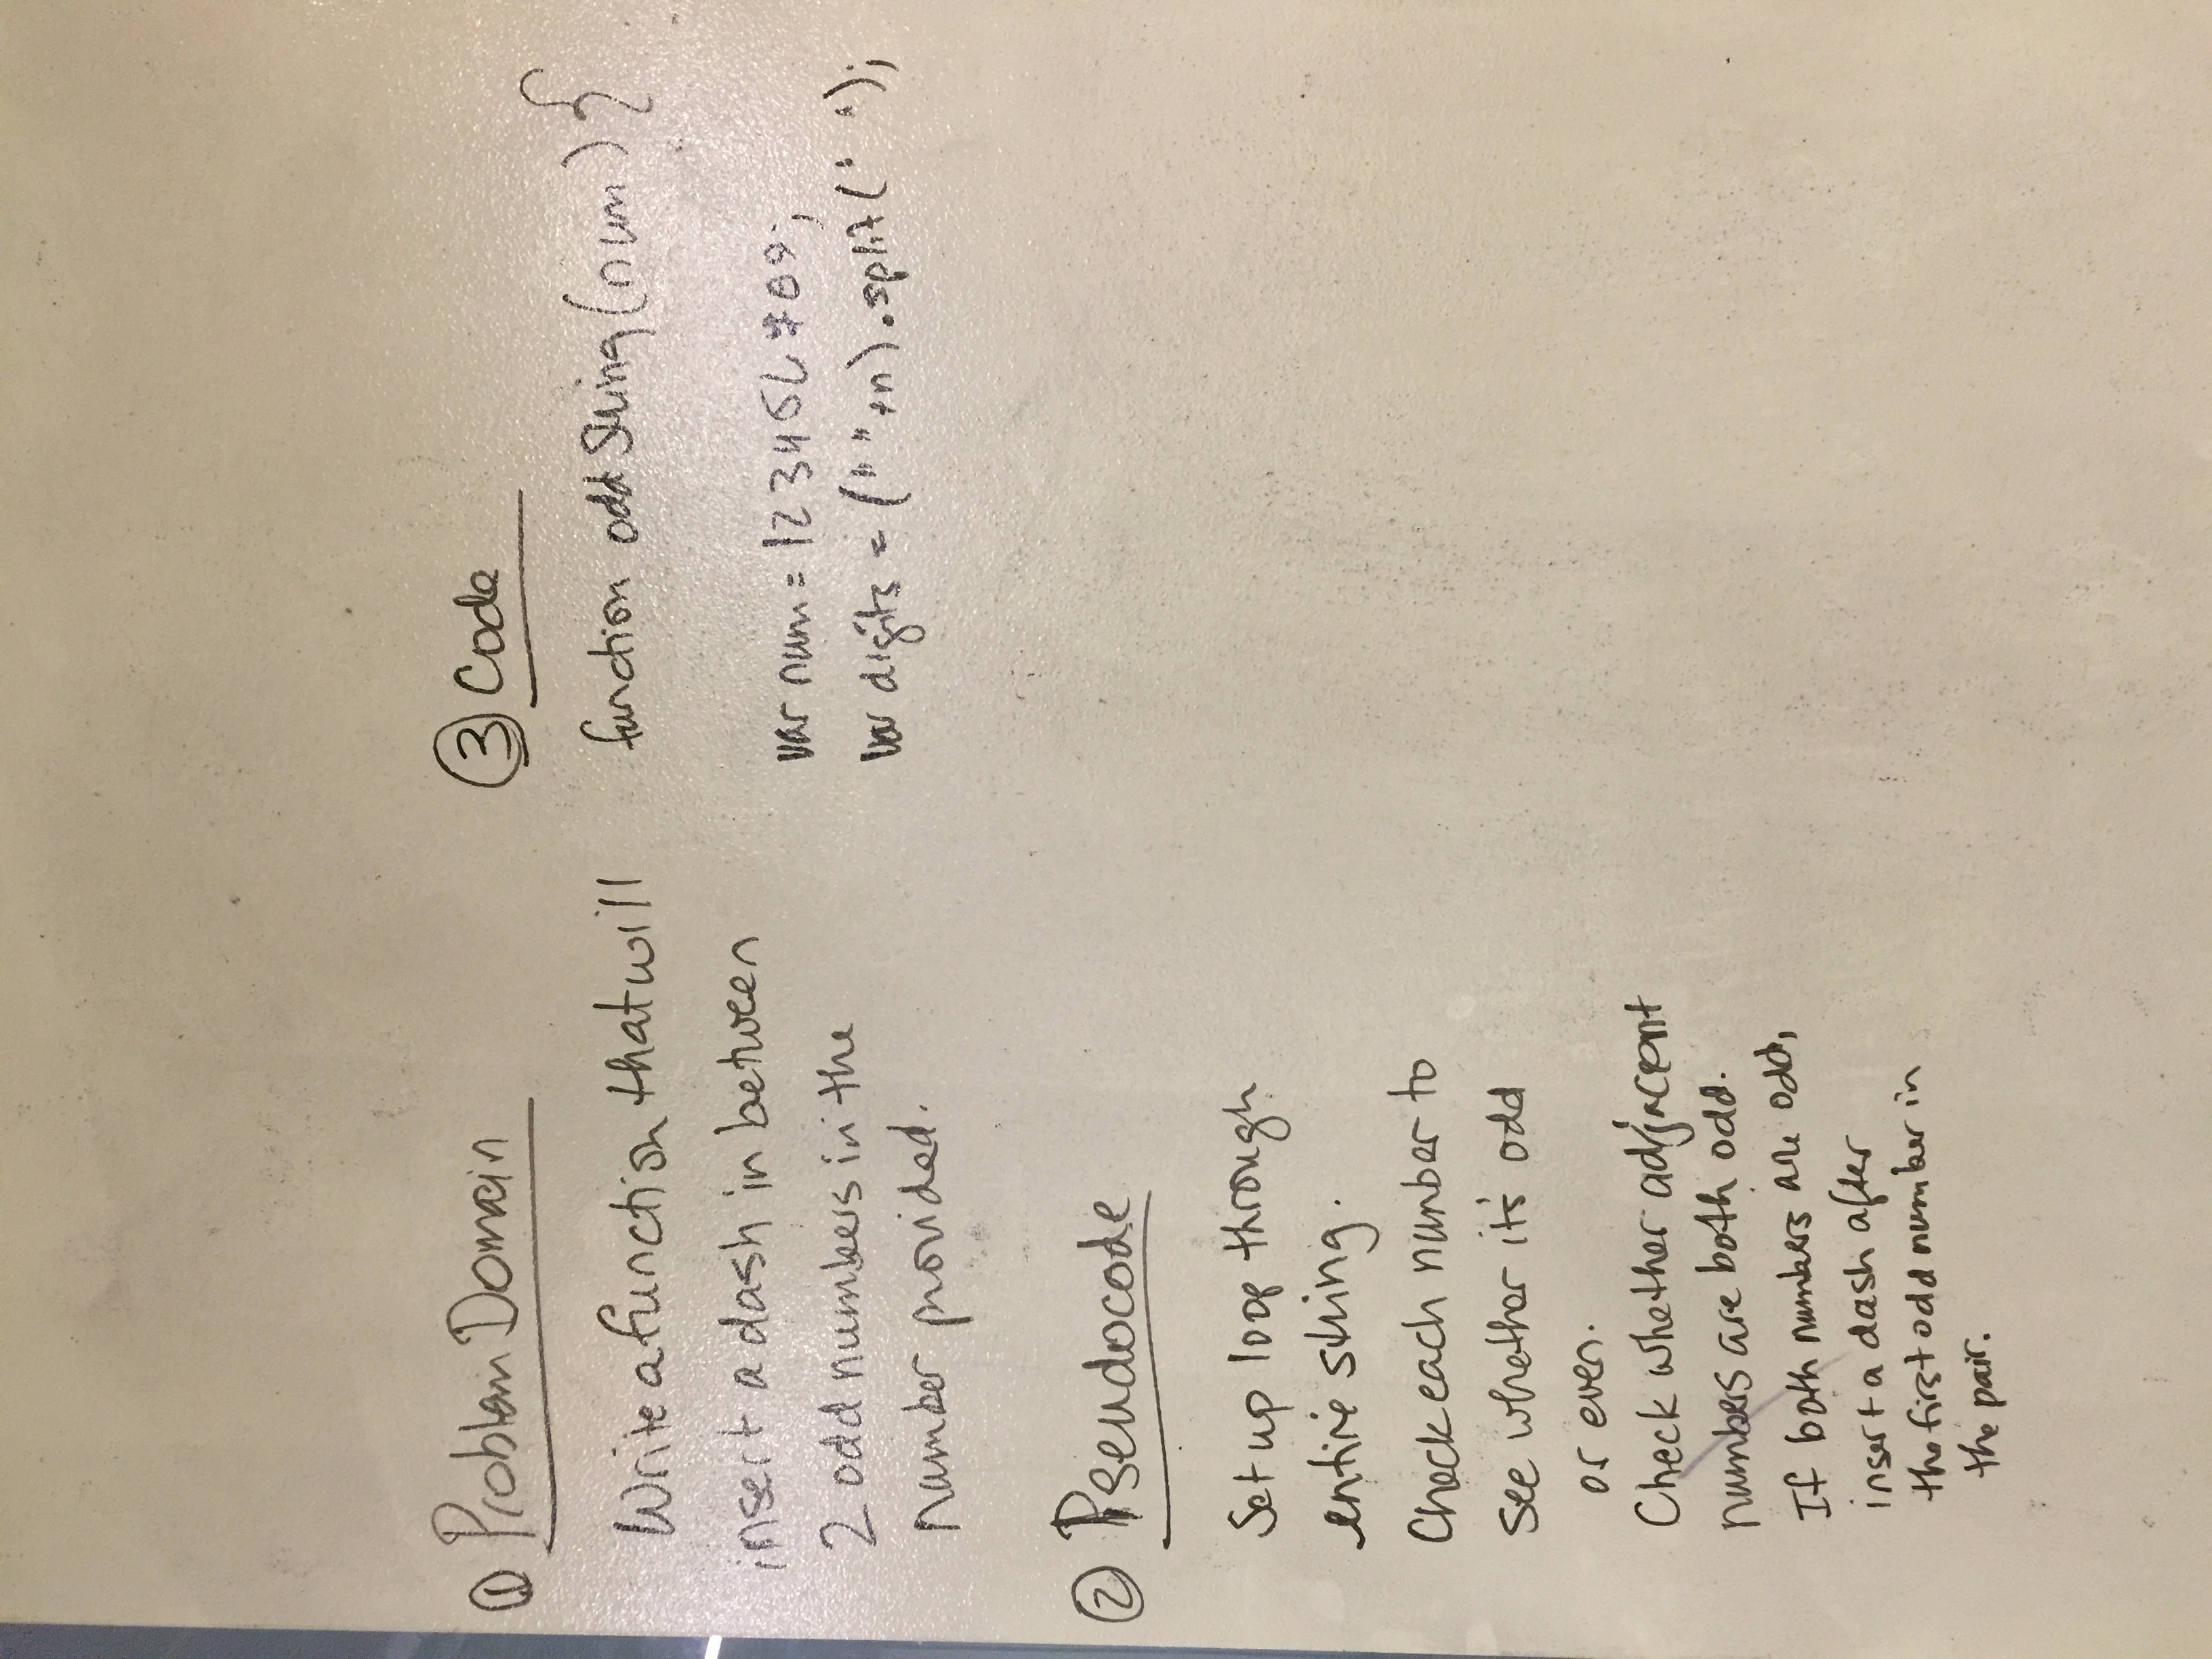 ① Problem Domain
Write a function that will
insert a dash in between
2 odd numbers in the
number provided.
② Pseudocode
Set up loop through
entire string.
Check each number to
see whether it's odd
or even.
Check whether adjacent
numbers are both odd.
If both numbers are odd,
insert a dash after
the first odd number in
the pair.
③ Code
function oddString(num) {
var num = 123456789;
var digits = (" "+n).split(' ');